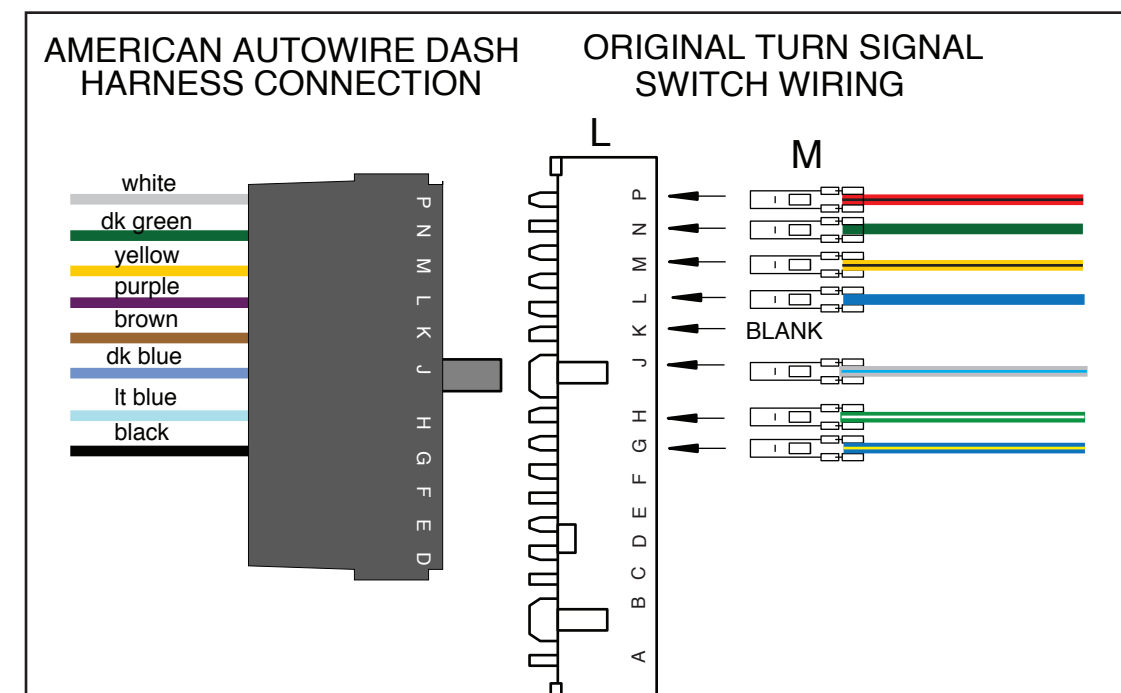 AMERICAN AUTOWIRE DASH
HARNESS CONNECTION
ORIGINAL TURN SIGNAL
SWITCH WIRING
L
M
white
dk green
yellow
purple
brown
dk blue
lt blue
black
P
N
M
L
K
J
H
G
F
E
D
P
N
M
L
K
J
H
G
F
E
D
C
B
A
BLANK